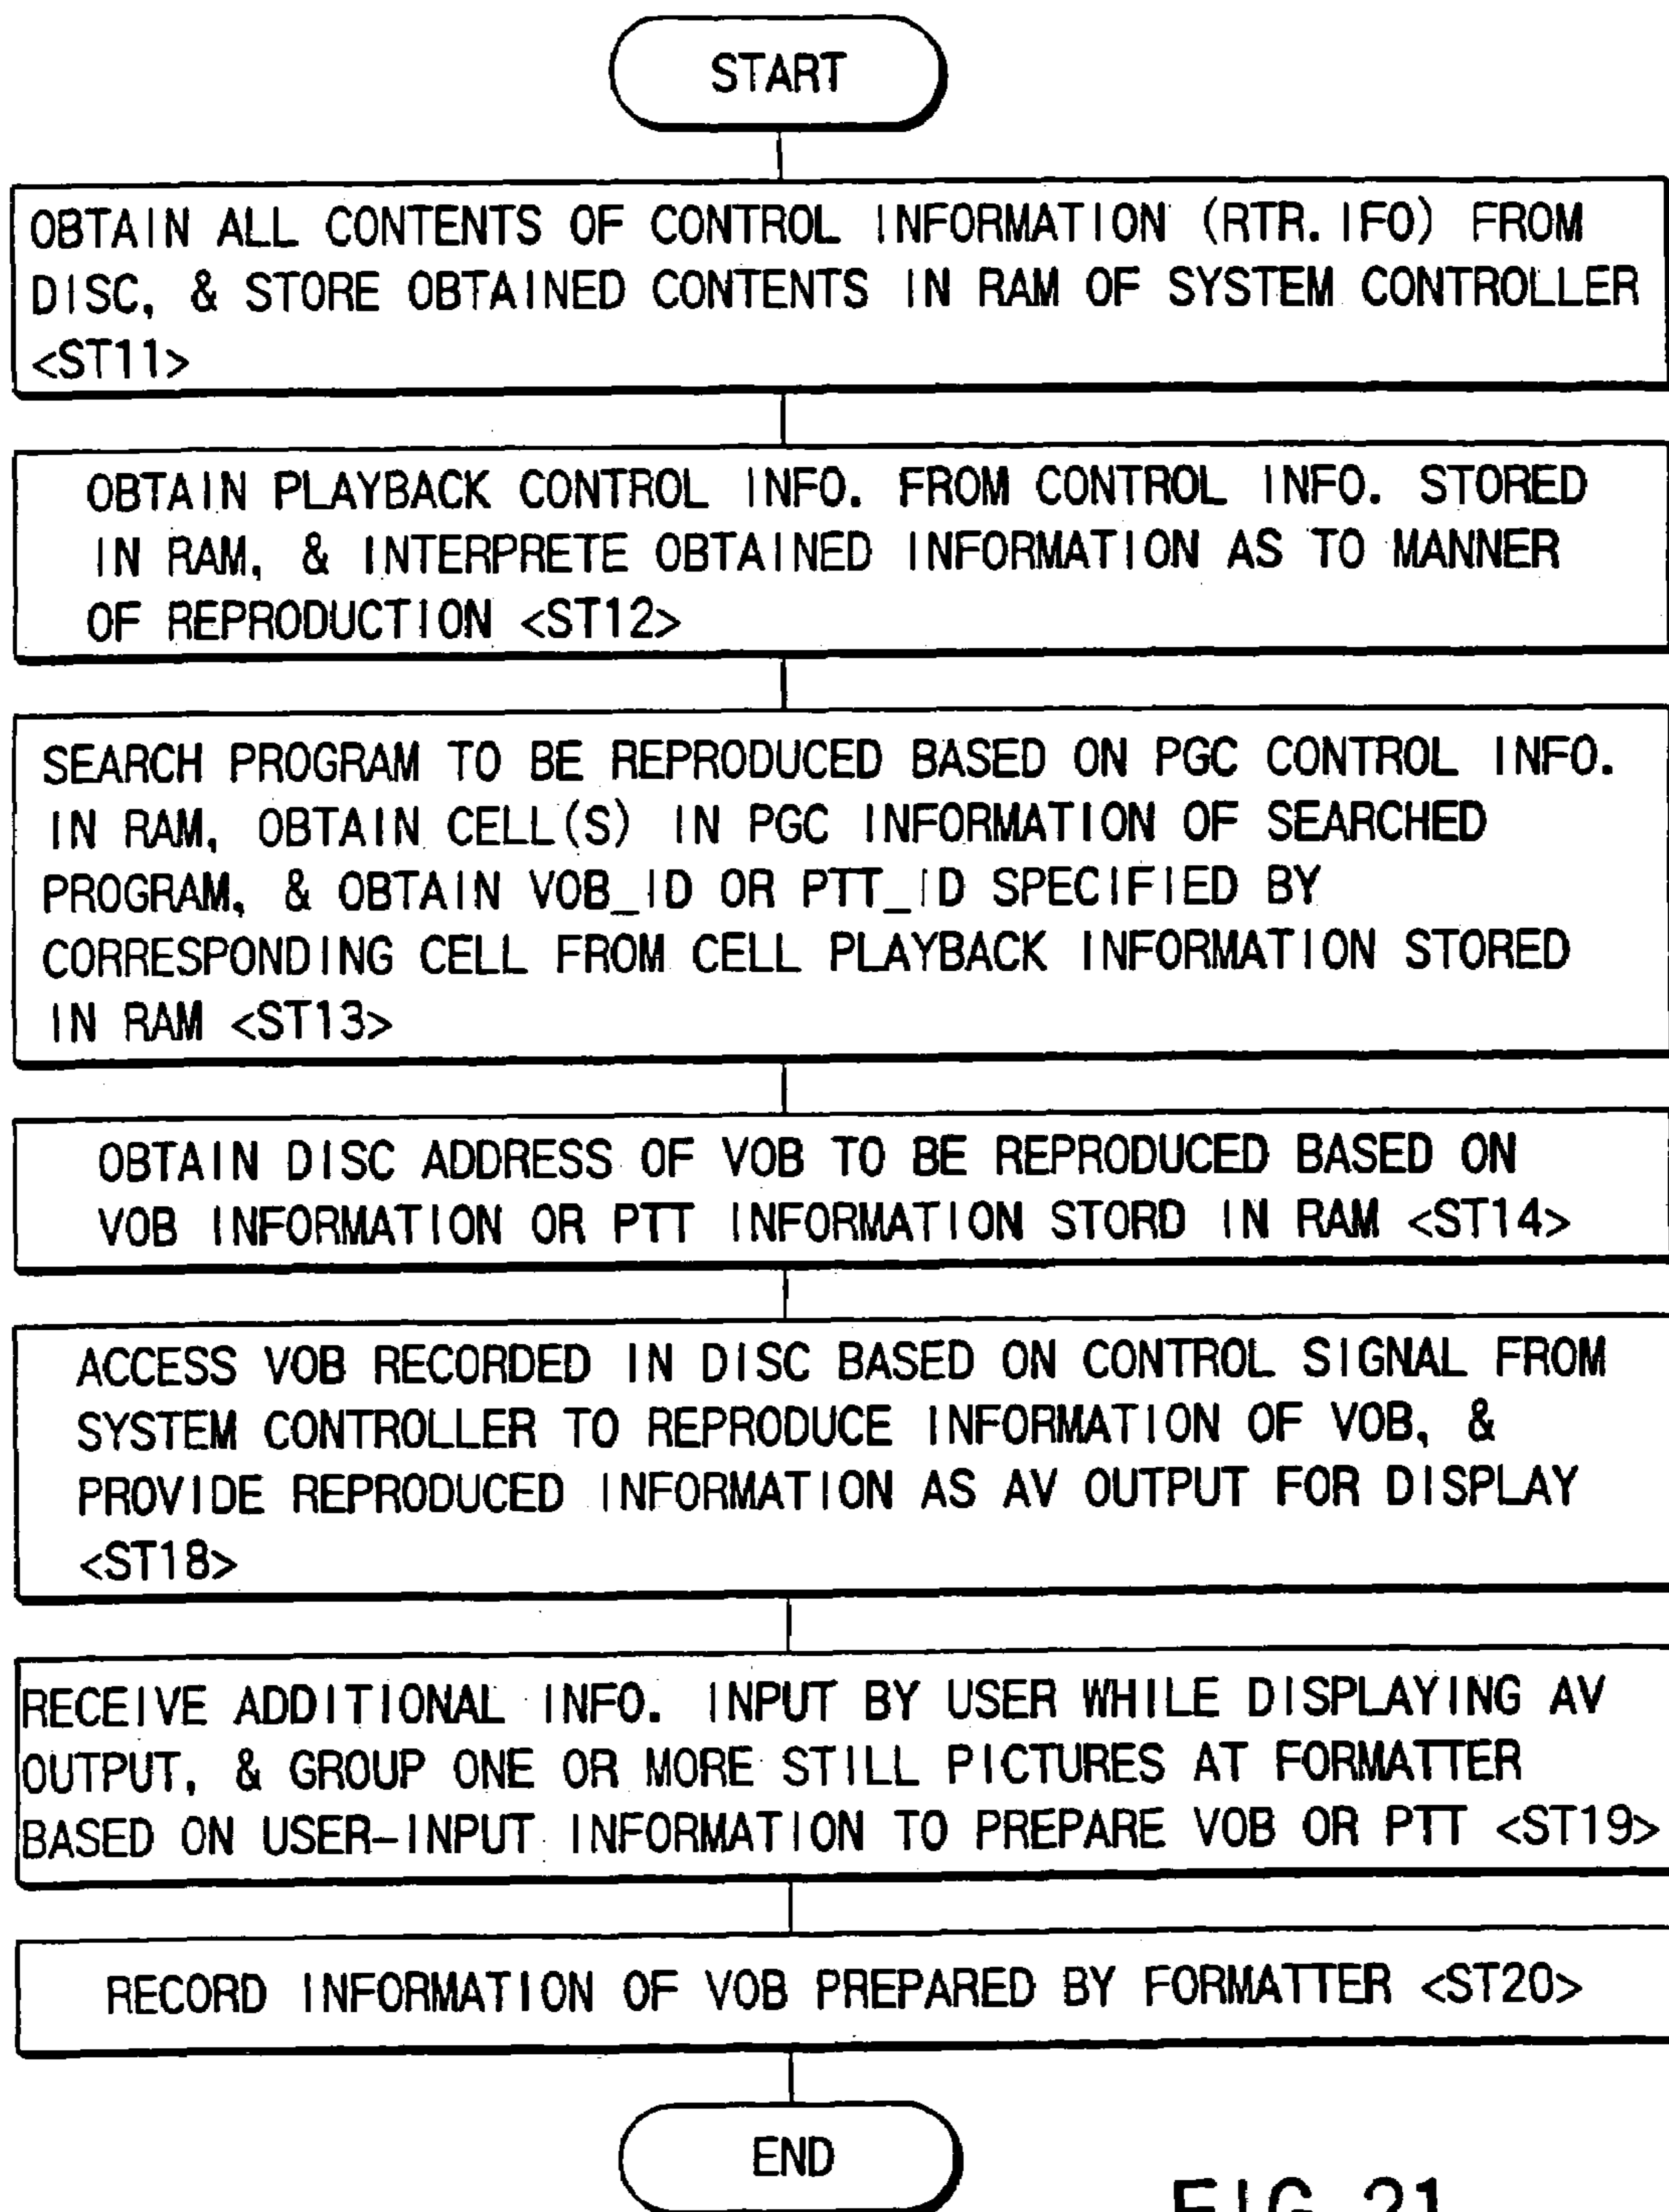 START
OBTAIN ALL CONTENTS OF CONTROL INFORMATION (RTR.IFO) FROM
DISC, & STORE OBTAINED CONTENTS IN RAM OF SYSTEM CONTROLLER
<ST11>
OBTAIN PLAYBACK CONTROL INFO. FROM CONTROL INFO. STORED
IN RAM, & INTERPRETE OBTAINED INFORMATION AS TO MANNER
OF REPRODUCTION <ST12>
SEARCH PROGRAM TO BE REPRODUCED BASED ON PGC CONTROL INFO.
IN RAM, OBTAIN CELL(S) IN PGC INFORMATION OF SEARCHED
PROGRAM, & OBTAIN VOB_ID OR PTT_ID SPECIFIED BY
CORRESPONDING CELL FROM CELL PLAYBACK INFORMATION STORED
IN RAM <ST13>
OBTAIN DISC ADDRESS OF VOB TO BE REPRODUCED BASED ON
VOB INFORMATION OR PTT INFORMATION STORD IN RAM <ST14>
ACCESS VOB RECORDED IN DISC BASED ON CONTROL SIGNAL FROM
SYSTEM CONTROLLER TO REPRODUCE INFORMATION OF VOB, &
PROVIDE REPRODUCED INFORMATION AS AV OUTPUT FOR DISPLAY
<ST18>
RECEIVE ADDITIONAL INFO. INPUT BY USER WHILE DISPLAYING AV
OUTPUT, & GROUP ONE OR MORE STILL PICTURES AT FORMATTER
BASED ON USER-INPUT INFORMATION TO PREPARE VOB OR PTT <ST19>
RECORD INFORMATION OF VOB PREPARED BY FORMATTER <ST20>
END
FIG. 21